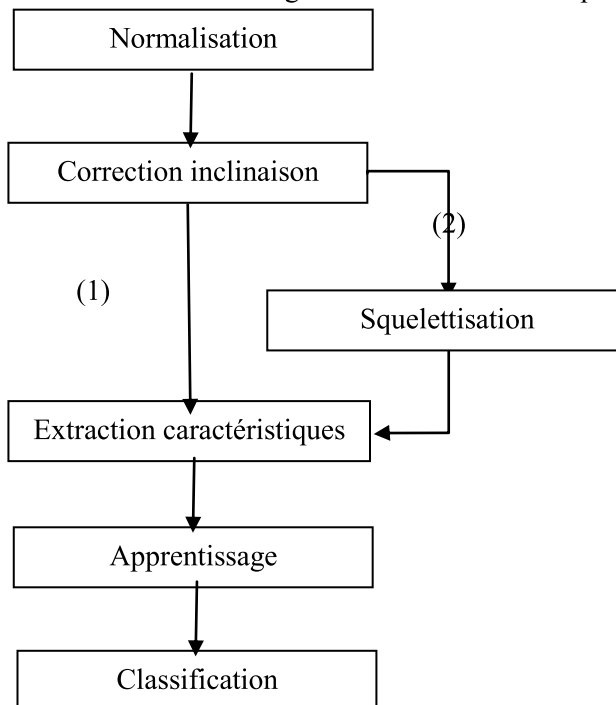 Normalisation
Correction inclinaison
(2)
(1)
Squelettisation
Extraction caractéristiques
Apprentissage
Classification